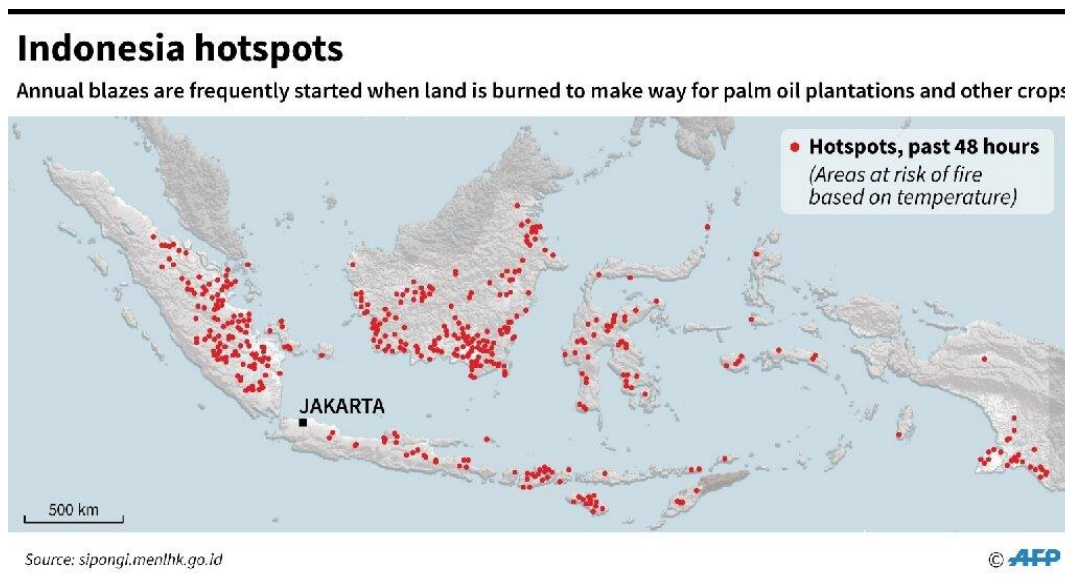 Indonesia hotspots
Annual blazes are frequently started when land is burned to make way for palm oil plantations and other crops
Hotspots, past 48 hours
(Areas at risk of fire
based on temperature)
JAKARTA
500 km
Source: sipongi.menlhk.go.id
© AFP